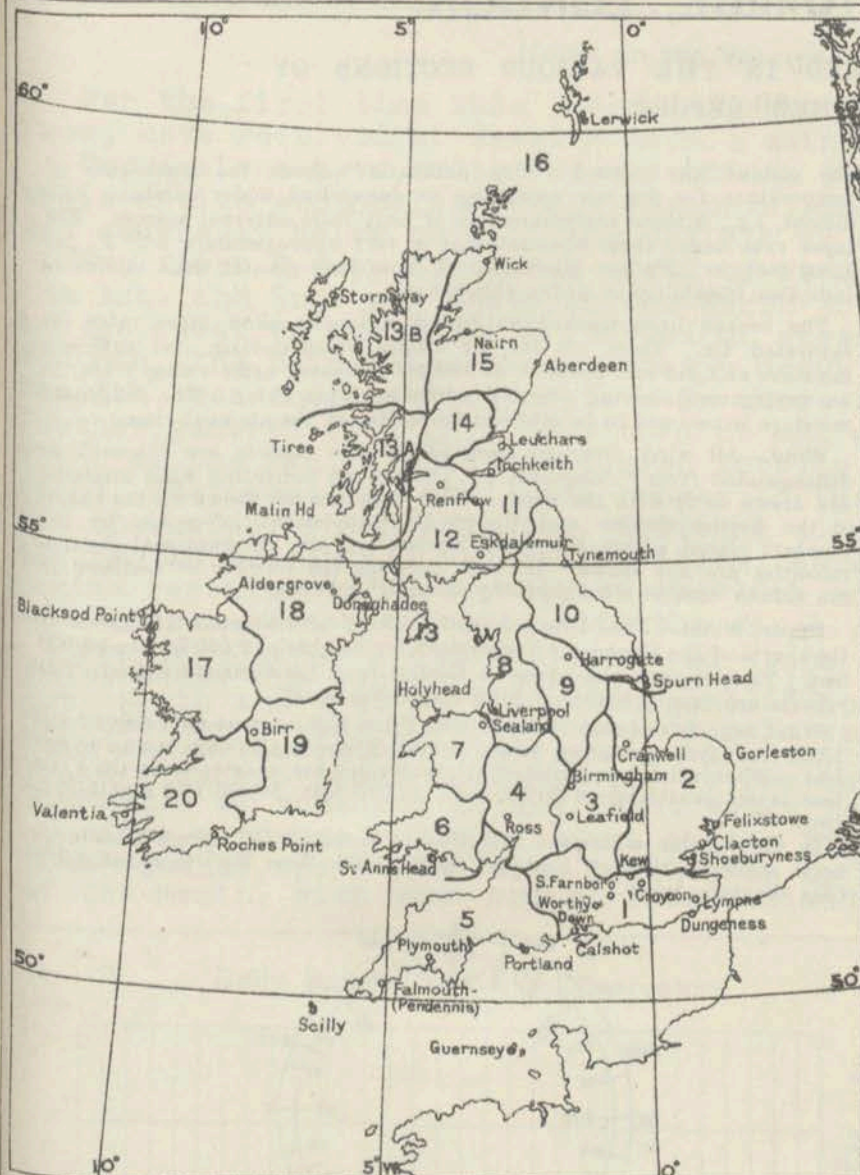 10°
5°
0°
5°
60°
Lerwick
16
Wick
Stornoway
13 B
Nairn
15
Aberdeen
14
Tiree
13 A
Leuchars
Inchkeith
Renfrew
11
Malin Hd
55°
12
Eskdalemuir
Tynemouth
55
Aldergrove
18
Donaghadee
Blacksod Point
10
13
17
Harrogate
8
9
Spurn Head
Holyhead
Liverpool
Sealand
Birr
19
7
Cranwell
Gorleston
2
Birmingham
20
4
3
Valentia
Ross
Leafield
Felixstowe
6
Clacton
Roches Point
Shoeburyness
St Anns Head
Kew
S. Farnboro
Croydon
Lympne
Worthy Down
1
5
Dungeness
Calshot
Plymouth
Portland
50°
50°
Falmouth-
(Pendennis)
Scilly
Guernsey
10°
5°W
0°